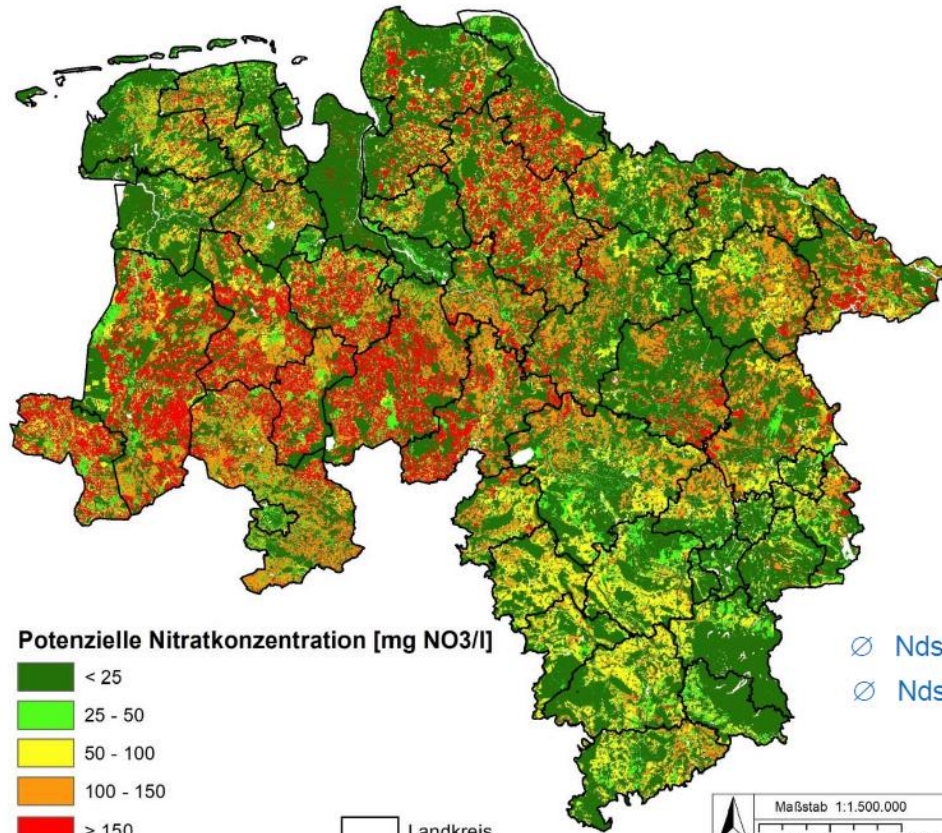 Potenzielle Nitratkonzentration [mg NO3/l]
< 25
25 - 50
50 - 100
100 - 150
> 150
Landkreis
∅ Nds
∅ Nds
Maßstab 1:1.500.000